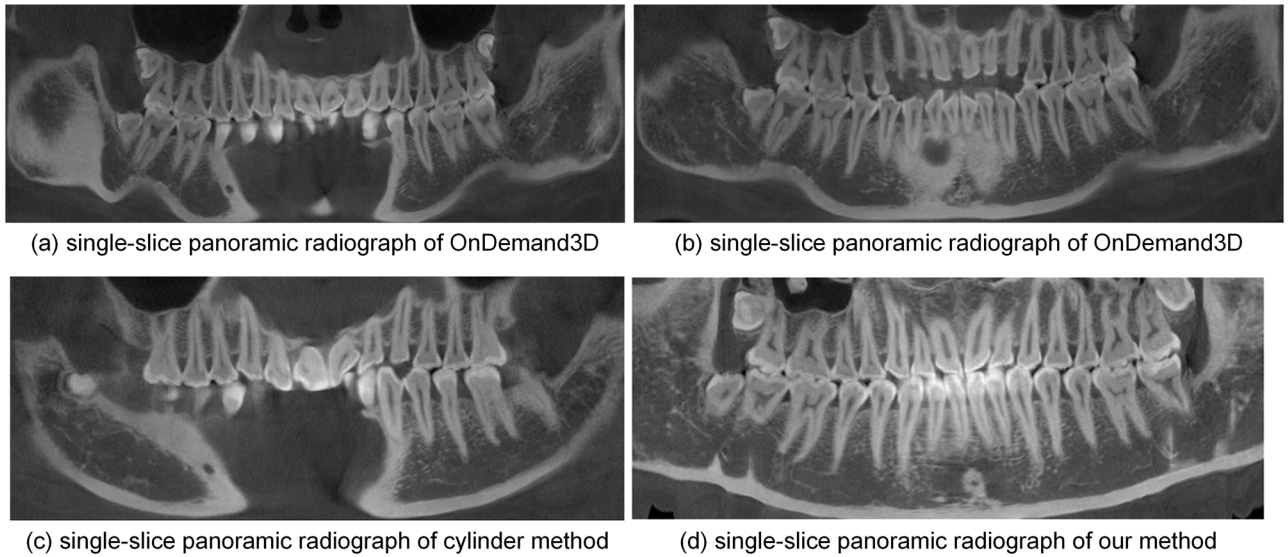 (a) single-slice panoramic radiograph of OnDemand3D
(b) single-slice panoramic radiograph of OnDemand3D
(c) single-slice panoramic radiograph of cylinder method
(d) single-slice panoramic radiograph of our method